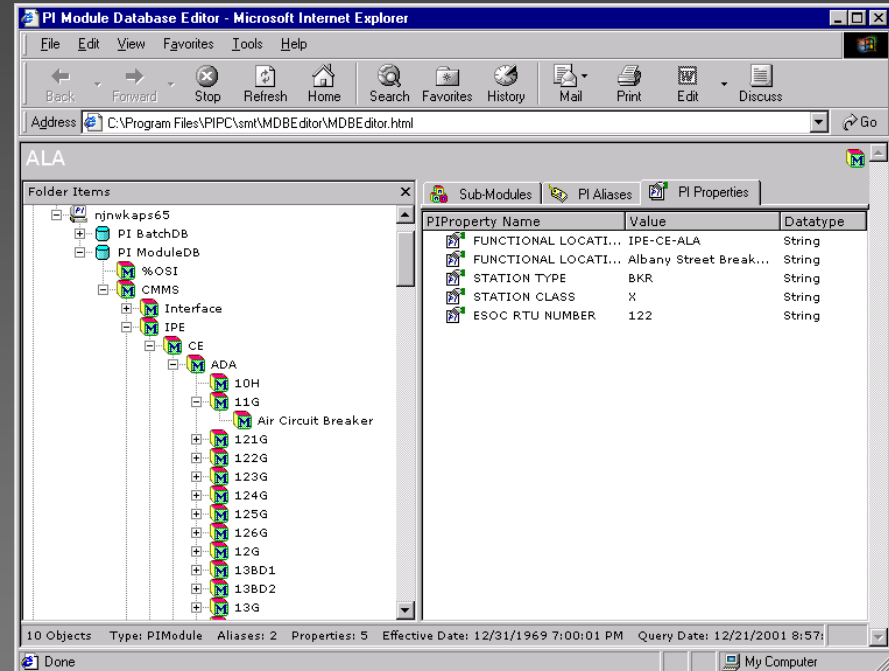 PI Module Database Editor - Microsoft Internet Explorer
File Edit View Favorites Tools Help
Back Forward Stop Refresh Home Search Favorites History Mail Print Edit Discuss
Address C:\Program Files\PIPC\smt\MDBEditor\MDBEditor.html Go
ALA
Folder Items
njnwkaps65
PI BatchDB
PI ModuleDB
%OSI
CMMS
Interface
IPE
CE
ADA
10H
11G
Air Circuit Breaker
121G
122G
123G
124G
125G
126G
12G
13BD1
13BD2
13G
Sub-Modules PI Aliases PI Properties
PIProperty Name Value Datatype
FUNCTIONAL LOCATI... IPE-CE-ALA String
FUNCTIONAL LOCATI... Albany Street Break... String
STATION TYPE BKR String
STATION CLASS X String
ESOC RTU NUMBER 122 String
10 Objects Type: PIModule Aliases: 2 Properties: 5 Effective Date: 12/31/1969 7:00:01 PM Query Date: 12/21/2001 8:57:
Done My Computer